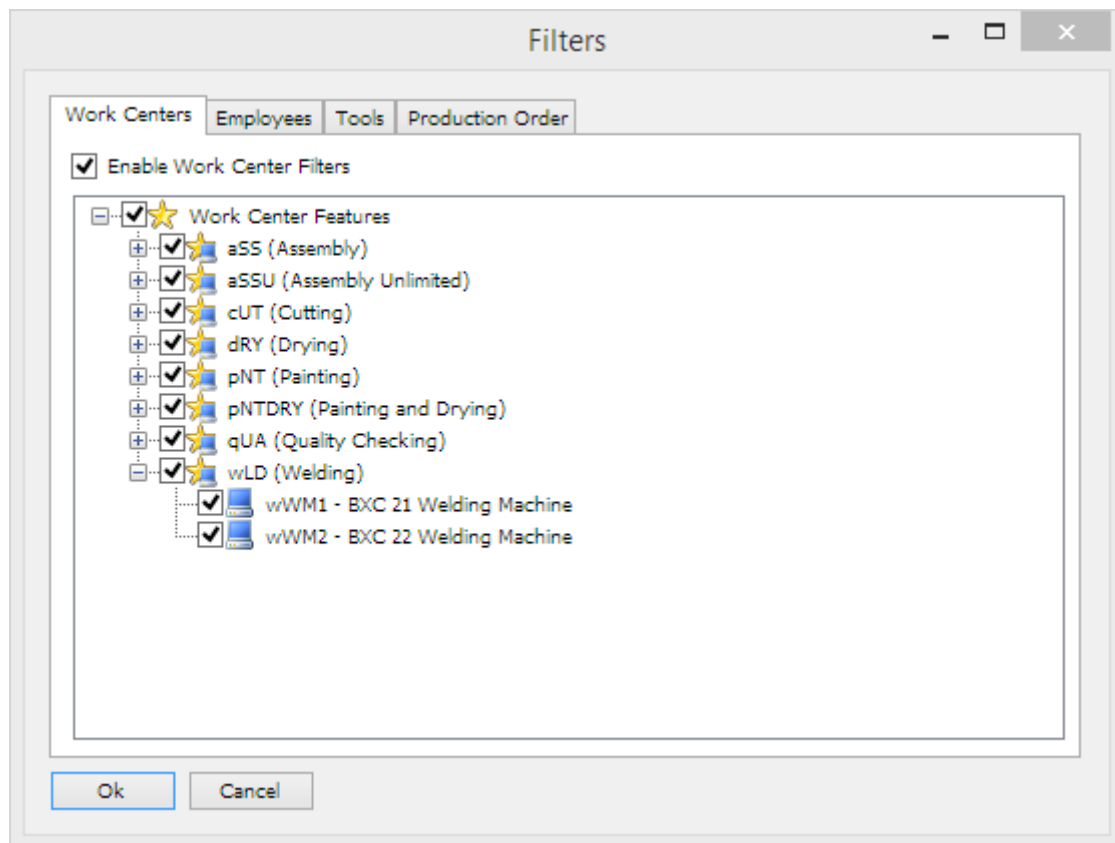 Filters
Work Centers Employees Tools Production Order
Enable Work Center Filters
Work Center Features
aSS (Assembly)
aSSU (Assembly Unlimited)
cUT (Cutting)
dRY (Drying)
pNT (Painting)
pNTDRY (Painting and Drying)
qUA (Quality Checking)
wLD (Welding)
wWM1 - BXC 21 Welding Machine
wWM2 - BXC 22 Welding Machine
Ok Cancel